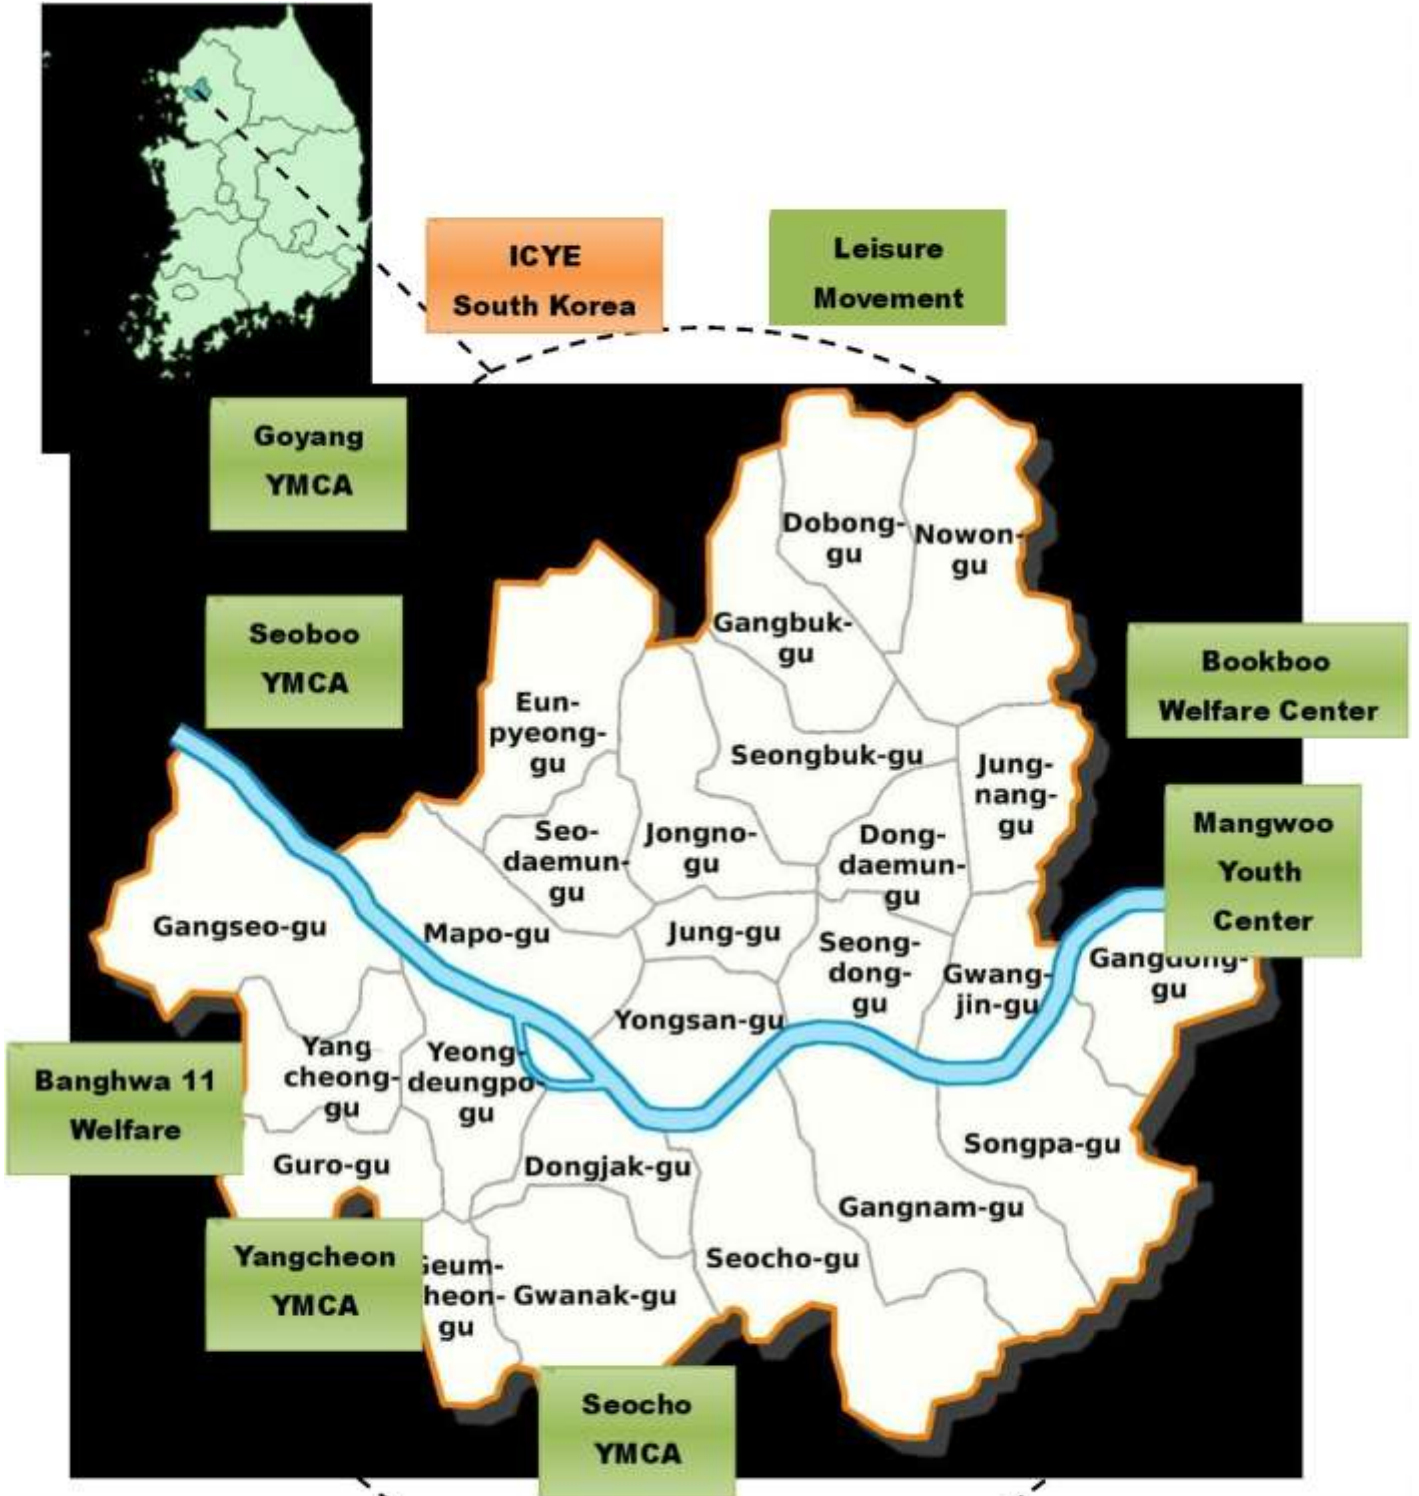 ICYE
South Korea
Leisure
Movement
Goyang
YMCA
Seoboo
YMCA
Bookboo
Welfare Center
Mangwoo
Youth
Center
Banghwa 11
Welfare
Yangcheon
YMCA
Seocho
YMCA
Dobong-
gu
Nowon-
gu
Gangbuk-
gu
Eun-
pyeong-
gu
Seongbuk-gu
Jung-
nang-
gu
Seo-
daemun-
gu
Jongno-
gu
Dong-
daemun-
gu
Gangseo-gu
Mapo-gu
Jung-gu
Seong-
dong-
gu
Gwang-
jin-gu
Gangdong-
gu
Yongsan-gu
Yang
cheong-
gu
Yeong-
deungpo-
gu
Guro-gu
Dongjak-gu
Songpa-gu
Gangnam-gu
Seocho-gu
Geum-
heon-
gu
Gwanak-gu